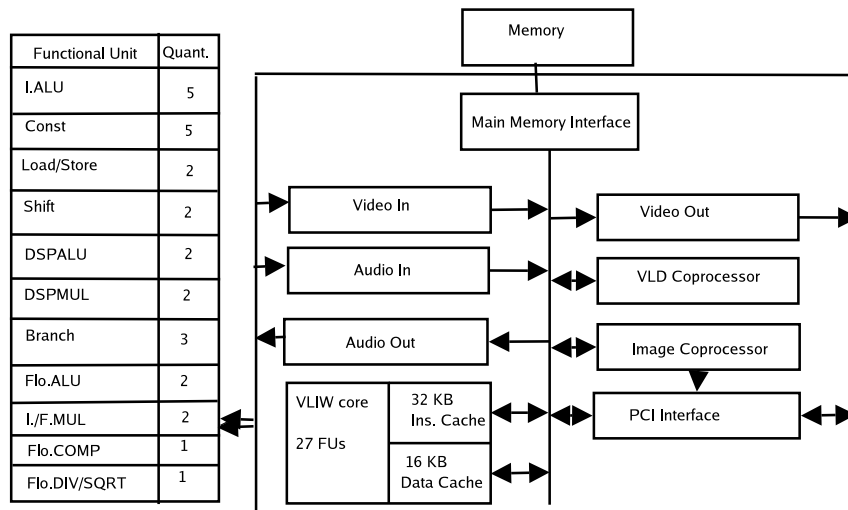 Functional Unit Quant.
I.ALU 5
Const 5
Load/Store 2
Shift 2
DSPALU 2
DSPMUL 2
Branch 3
Flo.ALU 2
I./F.MUL 2
Flo.COMP 1
Flo.DIV/SQRT 1
Memory
Main Memory Interface
Video In
Video Out
Audio In
VLD Coprocessor
Audio Out
Image Coprocessor
VLIW core
27 FUs
32 KB
Ins. Cache
16 KB
Data Cache
PCI Interface